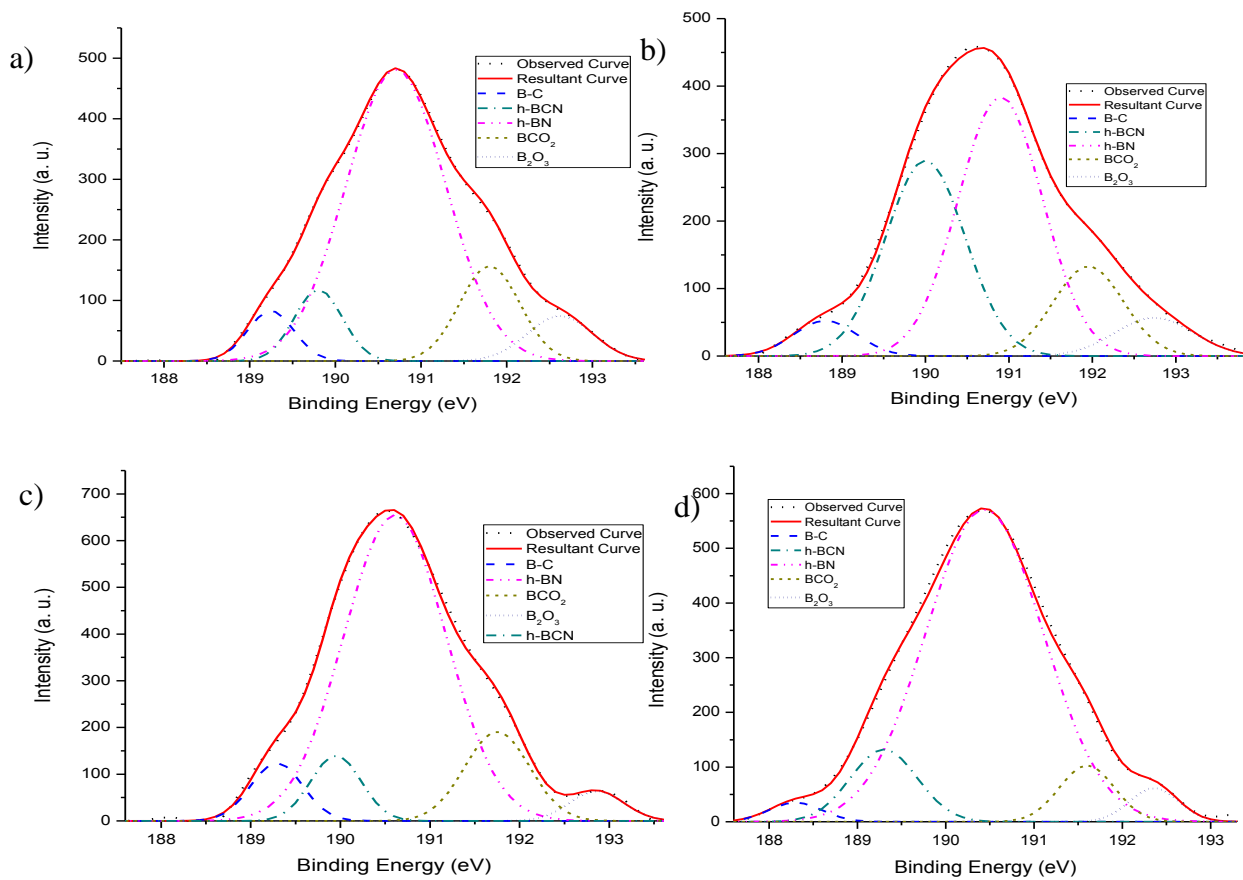 a)
Intensity (a. u.)
500
400
300
200
100
0
188 189 190 191 192 193
Binding Energy (eV)
Observed Curve
Resultant Curve
B-C
h-BCN
h-BN
BCO₂
B₂O₃
b)
Intensity (a. u.)
500
400
300
200
100
0
188 189 190 191 192 193
Binding Energy (eV)
Observed Curve
Resultant Curve
B-C
h-BCN
h-BN
BCO₂
B₂O₃
c)
Intensity (a. u.)
700
600
500
400
300
200
100
0
188 189 190 191 192 193
Binding Energy (eV)
Observed Curve
Resultant Curve
B-C
h-BN
BCO₂
B₂O₃
h-BCN
d)
Intensity (a. u.)
600
500
400
300
200
100
0
188 189 190 191 192 193
Binding Energy (eV)
Observed Curve
Resultant Curve
B-C
h-BCN
h-BN
BCO₂
B₂O₃